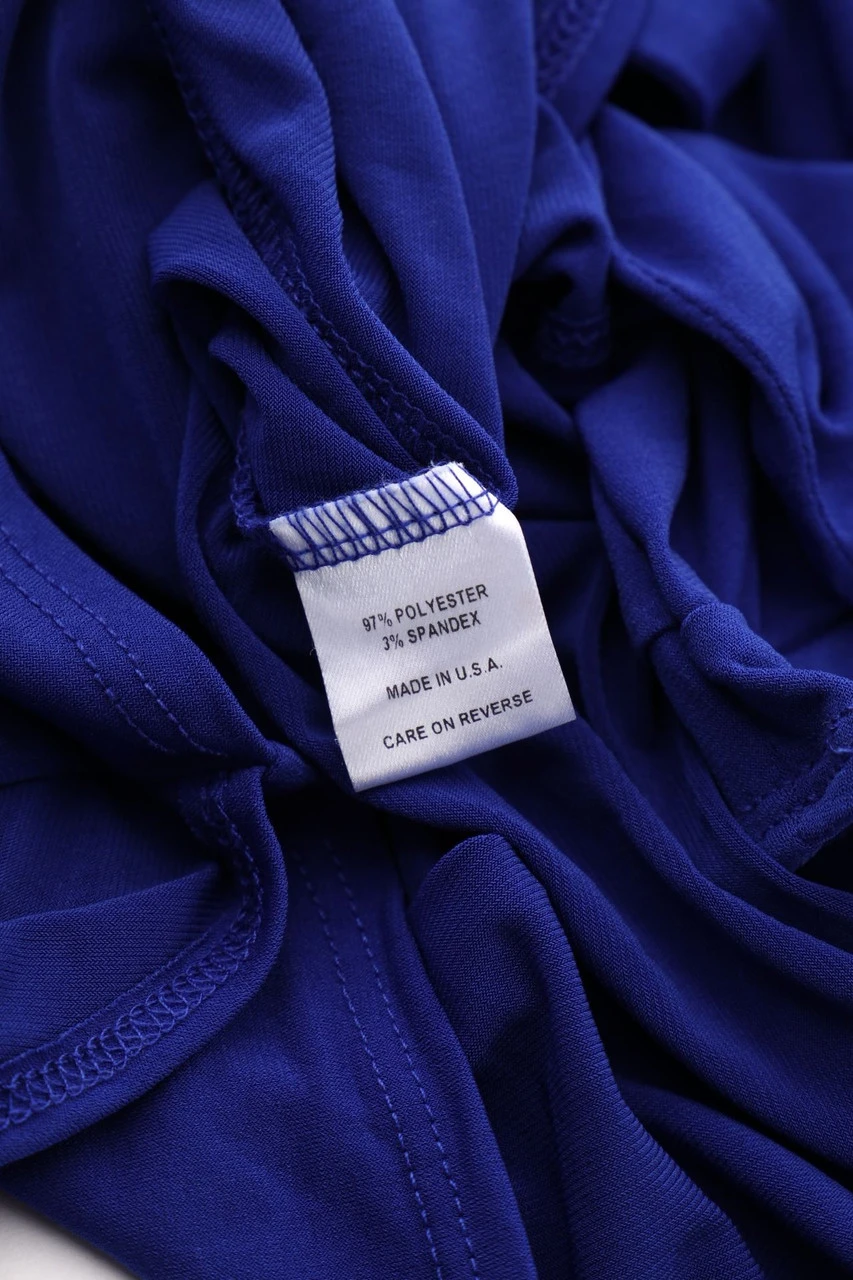 97% POLYESTER
3% SPANDEX
MADE IN U.S.A.
CARE ON REVERSE